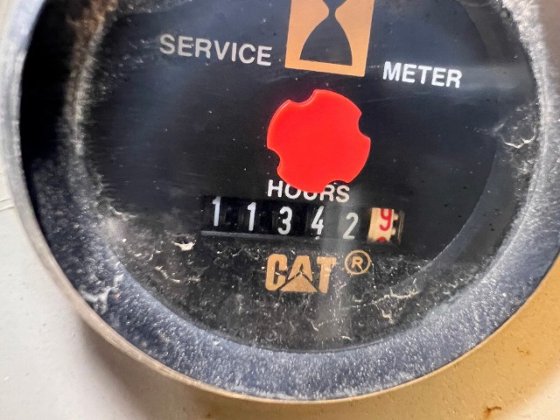 SERVICE METER
HOURS
113429
CAT®